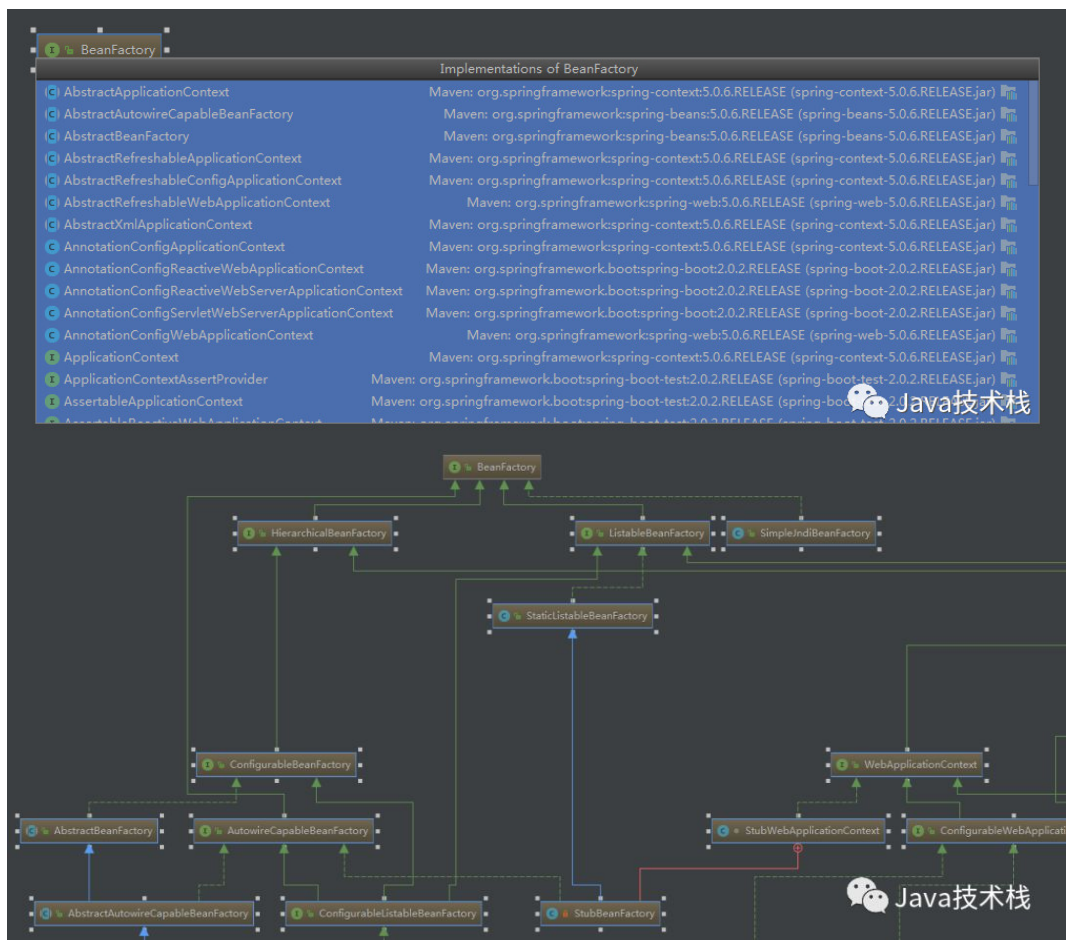 BeanFactory
Implementations of BeanFactory
AbstractApplicationContext Maven: org.springframework:spring-context:5.0.6.RELEASE (spring-context-5.0.6.RELEASE.jar)
AbstractAutowireCapableBeanFactory Maven: org.springframework:spring-beans:5.0.6.RELEASE (spring-beans-5.0.6.RELEASE.jar)
AbstractBeanFactory Maven: org.springframework:spring-beans:5.0.6.RELEASE (spring-beans-5.0.6.RELEASE.jar)
AbstractRefreshableApplicationContext Maven: org.springframework:spring-context:5.0.6.RELEASE (spring-context-5.0.6.RELEASE.jar)
AbstractRefreshableConfigApplicationContext Maven: org.springframework:spring-context:5.0.6.RELEASE (spring-context-5.0.6.RELEASE.jar)
AbstractRefreshableWebApplicationContext Maven: org.springframework:spring-web:5.0.6.RELEASE (spring-web-5.0.6.RELEASE.jar)
AbstractXmlApplicationContext Maven: org.springframework:spring-context:5.0.6.RELEASE (spring-context-5.0.6.RELEASE.jar)
AnnotationConfigApplicationContext Maven: org.springframework:spring-context:5.0.6.RELEASE (spring-context-5.0.6.RELEASE.jar)
AnnotationConfigReactiveWebApplicationContext Maven: org.springframework.boot:spring-boot:2.0.2.RELEASE (spring-boot-2.0.2.RELEASE.jar)
AnnotationConfigReactiveWebServerApplicationContext Maven: org.springframework.boot:spring-boot:2.0.2.RELEASE (spring-boot-2.0.2.RELEASE.jar)
AnnotationConfigServletWebServerApplicationContext Maven: org.springframework.boot:spring-boot:2.0.2.RELEASE (spring-boot-2.0.2.RELEASE.jar)
AnnotationConfigWebApplicationContext Maven: org.springframework:spring-web:5.0.6.RELEASE (spring-web-5.0.6.RELEASE.jar)
ApplicationContext Maven: org.springframework:spring-context:5.0.6.RELEASE (spring-context-5.0.6.RELEASE.jar)
ApplicationContextAssertProvider Maven: org.springframework.boot:spring-boot-test:2.0.2.RELEASE (spring-boot-test-2.0.2.RELEASE.jar)
AssertableApplicationContext Maven: org.springframework.boot:spring-boot-test:2.0.2.RELEASE
Java技术栈
BeanFactory
HierarchicalBeanFactory ListableBeanFactory SimpleJndiBeanFactory
StaticListableBeanFactory
ConfigurableBeanFactory WebApplicationContext
AbstractBeanFactory AutowireCapableBeanFactory StubWebApplicationContext ConfigurableWebApplicati
AbstractAutowireCapableBeanFactory ConfigurableListableBeanFactory StubBeanFactory
Java技术栈